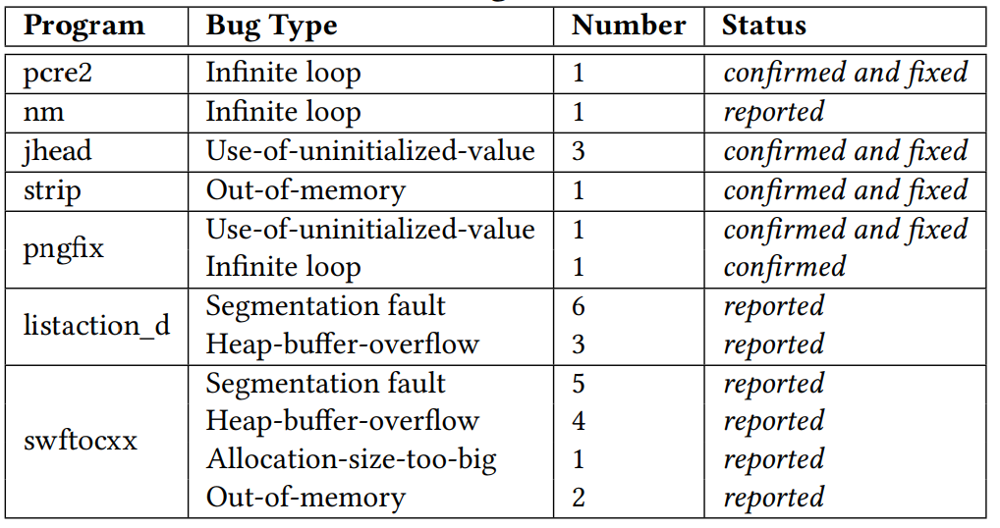 Program Bug Type Number Status
pcre2 Infinite loop 1 confirmed and fixed
nm Infinite loop 1 reported
jhead Use-of-uninitialized-value 3 confirmed and fixed
strip Out-of-memory 1 confirmed and fixed
pngfix Use-of-uninitialized-value 1 confirmed and fixed
Infinite loop 1 confirmed
listaction_d Segmentation fault 6 reported
Heap-buffer-overflow 3 reported
swftocxx Segmentation fault 5 reported
Heap-buffer-overflow 4 reported
Allocation-size-too-big 1 reported
Out-of-memory 2 reported